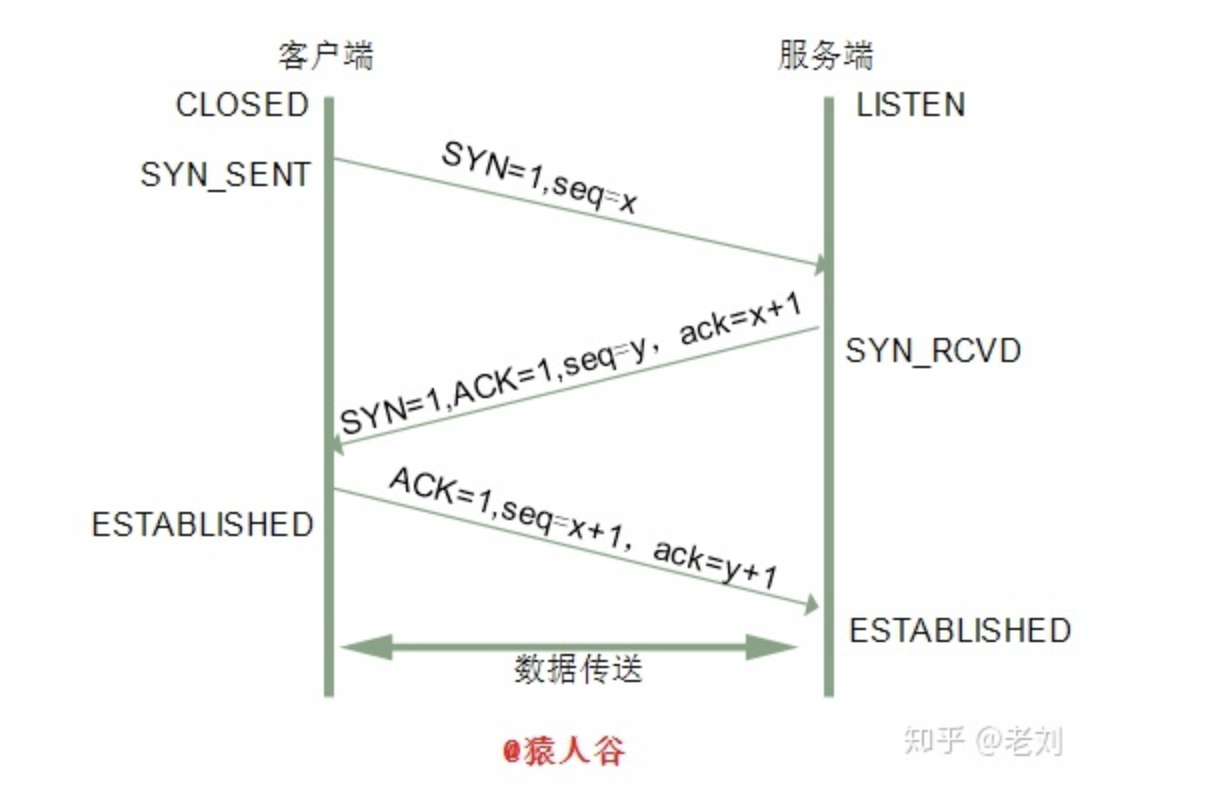 客户端
服务端
CLOSED
LISTEN
SYN_SENT
SYN=1,seq=x
SYN=1,ACK=1,seq=y，ack=x+1
SYN_RCVD
ACK=1,seq=x+1，ack=y+1
ESTABLISHED
ESTABLISHED
数据传送
@猿人谷
知乎 @老刘